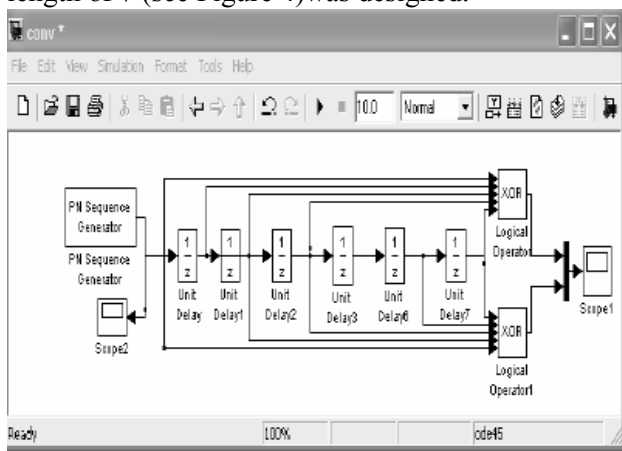 length of 7 (see Figure 4)was designed.
conv *
File Edit View Simulation Format Tools Help
10.0 Normal
PN Sequence
Generator
PN Sequence
Generator
Scope2
1
z
Unit
Delay
1
z
Unit
Delay1
1
z
Unit
Delay2
1
z
Unit
Delay3
1
z
Unit
Delay6
1
z
Unit
Delay7
XOR
Logical
Operator
XOR
Logical
Operator1
Scope1
Ready 100% ode45